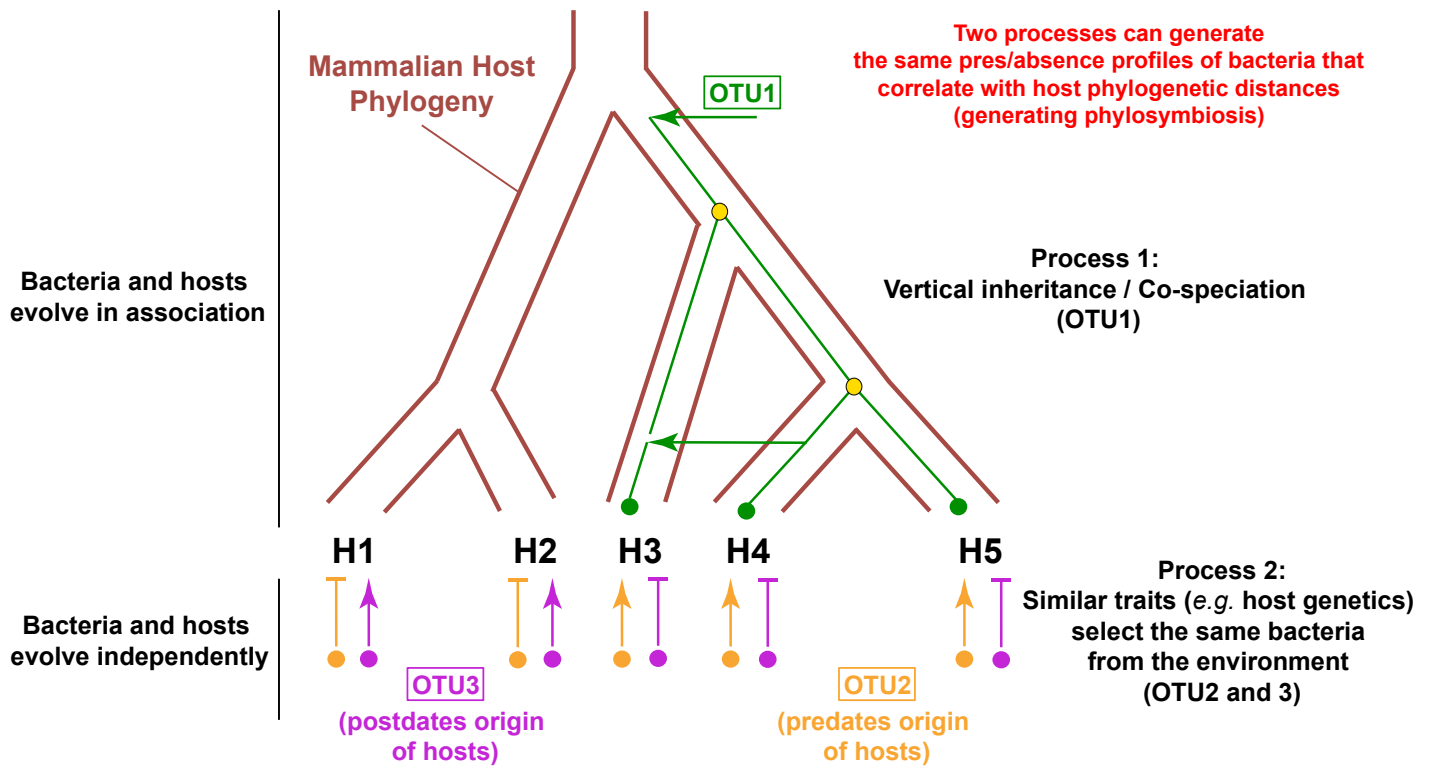 Two processes can generate
the same pres/absence profiles of bacteria that
correlate with host phylogenetic distances
(generating phylosymbiosis)
Mammalian Host
Phylogeny
OTU1
Bacteria and hosts
evolve in association
Process 1:
Vertical inheritance / Co-speciation
(OTU1)
H1
H2
H3
H4
H5
Bacteria and hosts
evolve independently
Process 2:
Similar traits (e.g. host genetics)
select the same bacteria
from the environment
(OTU2 and 3)
OTU3
(postdates origin
of hosts)
OTU2
(predates origin
of hosts)